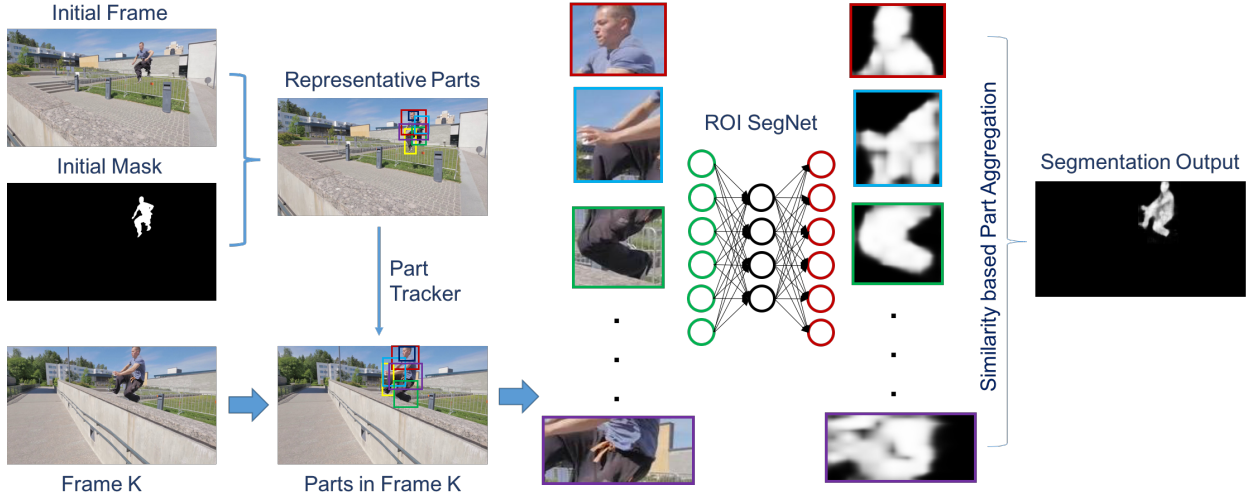 Initial Frame
Initial Mask
Frame K
Representative Parts
Part
Tracker
Parts in Frame K
ROI SegNet
Similarity based Part Aggregation
Segmentation Output